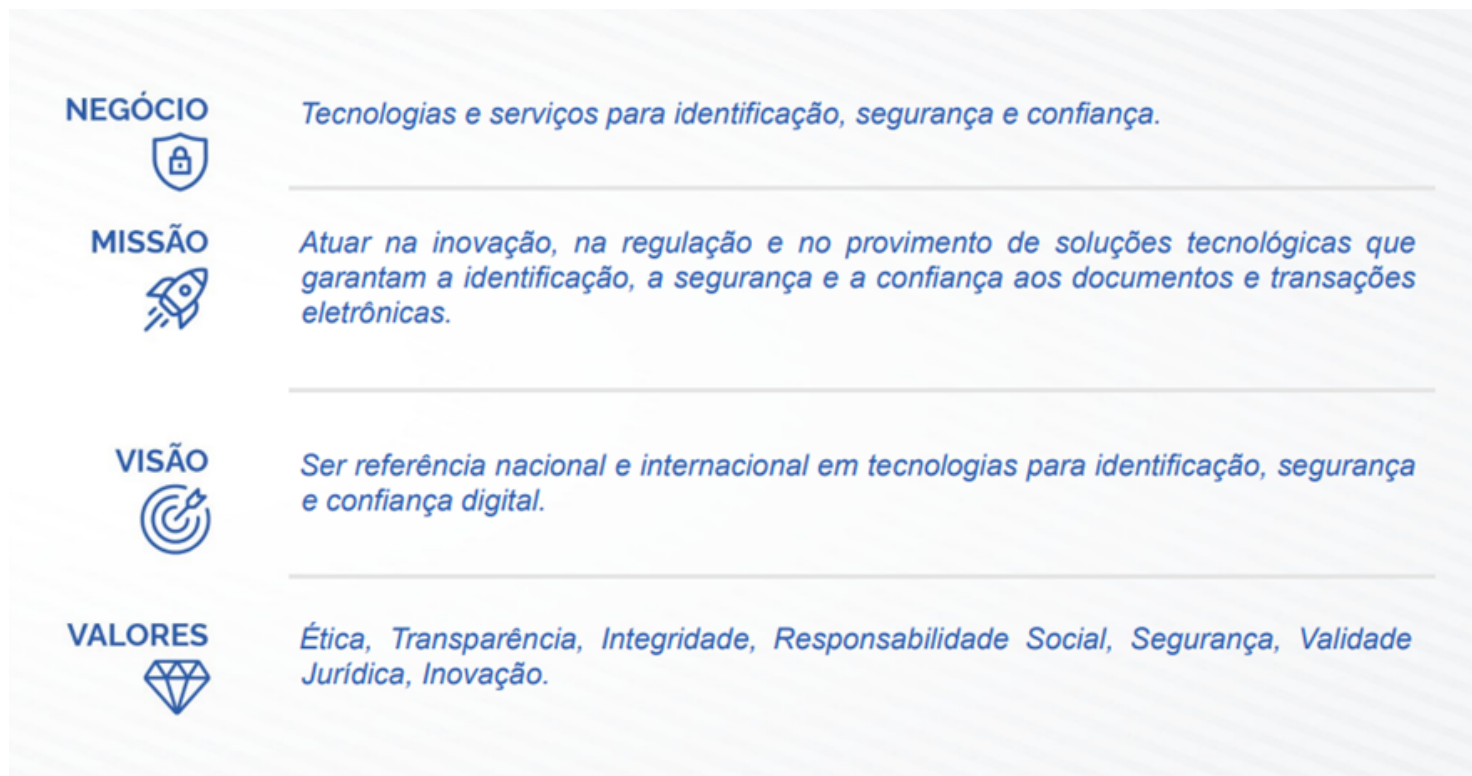 NEGÓCIO
Tecnologias e serviços para identificação, segurança e confiança.
MISSÃO
Atuar na inovação, na regulação e no provimento de soluções tecnológicas que
garantam a identificação, a segurança e a confiança aos documentos e transações
eletrônicas.
VISÃO
Ser referência nacional e internacional em tecnologias para identificação, segurança
e confiança digital.
VALORES
Ética, Transparência, Integridade, Responsabilidade Social, Segurança, Validade
Jurídica, Inovação.